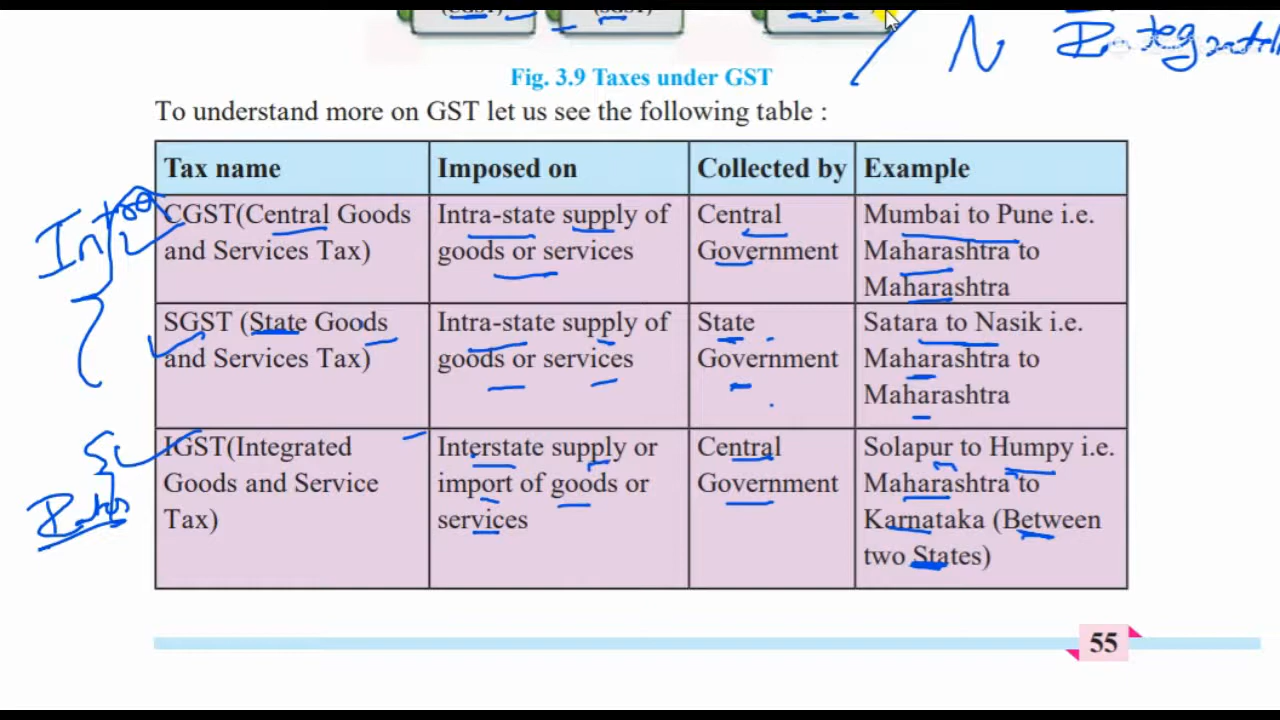 (CGST) (SGST)
N Integrated
Fig. 3.9 Taxes under GST
To understand more on GST let us see the following table :
Tax name Imposed on Collected by Example
Intra
CGST(Central Goods and Services Tax) Intra-state supply of goods or services Central Government Mumbai to Pune i.e. Maharashtra to Maharashtra
SGST (State Goods and Services Tax) Intra-state supply of goods or services State Government Satara to Nasik i.e. Maharashtra to Maharashtra
IGST(Integrated Goods and Service Tax) Interstate supply or import of goods or services Central Government Solapur to Humpy i.e. Maharashtra to Karnataka (Between two States)
55